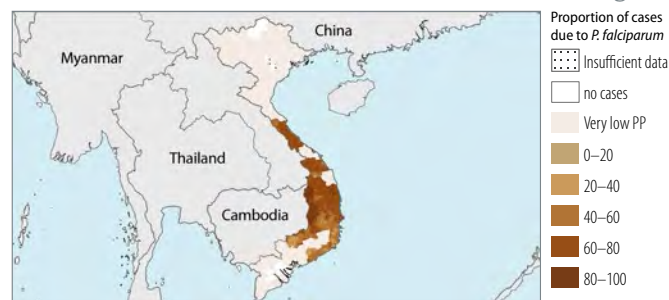 China
Myanmar
Thailand
Cambodia
Proportion of cases
due to P. falciparum
Insufficient data
no cases
Very low PP
0–20
20–40
40–60
60–80
80–100